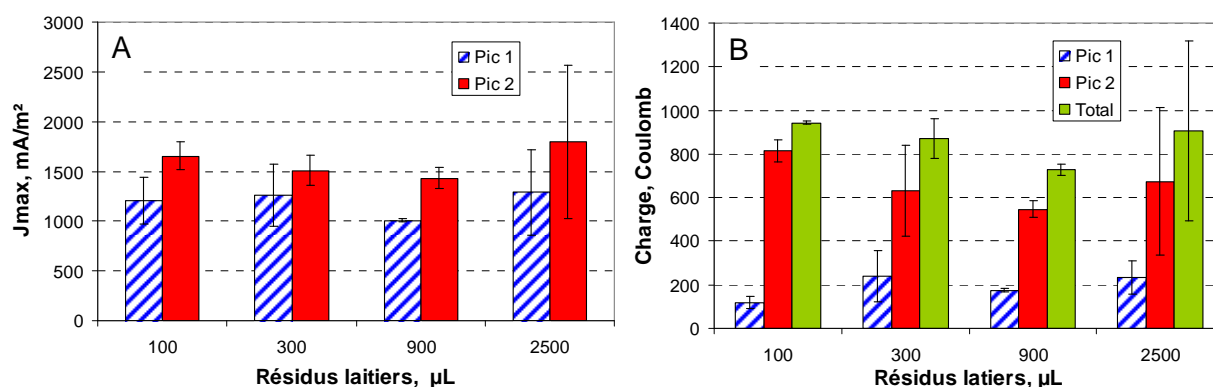 A
Pic 1
Pic 2
Jmax, mA/m²
3000
2500
2000
1500
1000
500
0
100 300 900 2500
Résidus laitiers, µL
B
Pic 1
Pic 2
Total
Charge, Coulomb
1400
1200
1000
800
600
400
200
0
100 300 900 2500
Résidus latiers, µL